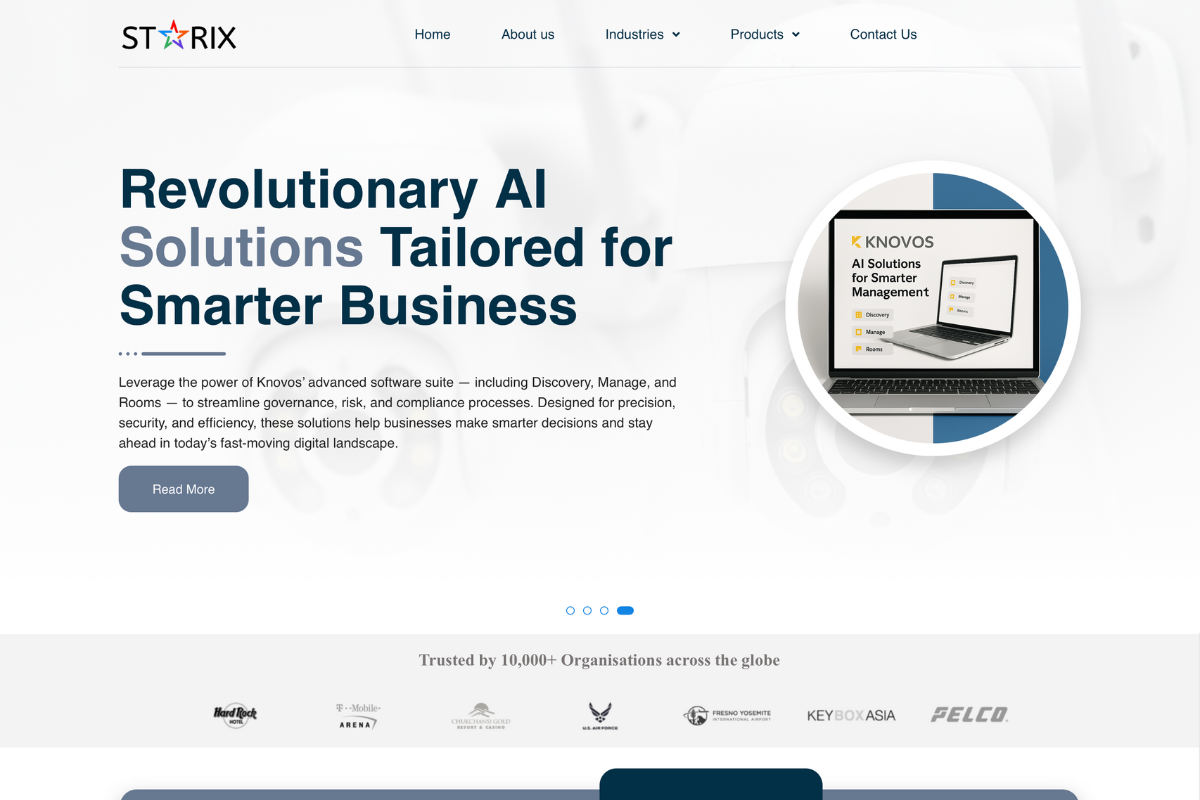 ST RIX
Home About us Industries Products Contact Us
Revolutionary AI
Solutions Tailored for
Smarter Business
Leverage the power of Knovos’ advanced software suite — including Discovery, Manage, and
Rooms — to streamline governance, risk, and compliance processes. Designed for precision,
security, and efficiency, these solutions help businesses make smarter decisions and stay
ahead in today’s fast-moving digital landscape.
Read More
KNOVOS
AI Solutions
for Smarter
Management
Discovery
Manage
Rooms
Discovery
Manage
Trusted by 10,000+ Organisations across the globe
Hard Rock
HOTEL
T··Mobile·
ARENA
CHUKCHANSI GOLD
RESORT & CASINO
U.S. AIR FORCE
FRESNO YOSEMITE
INTERNATIONAL AIRPORT
KEYBOXASIA
PELCO